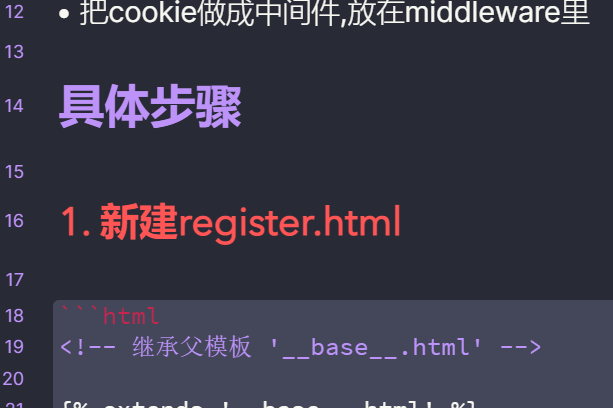 12 • 把cookie做成中间件,放在middleware里
13
14 具体步骤
15
16 1. 新建register.html
17
18 ```html
19 <!-- 继承父模板 '__base__.html' -->
20
21 {% extends '__base__.html' %}